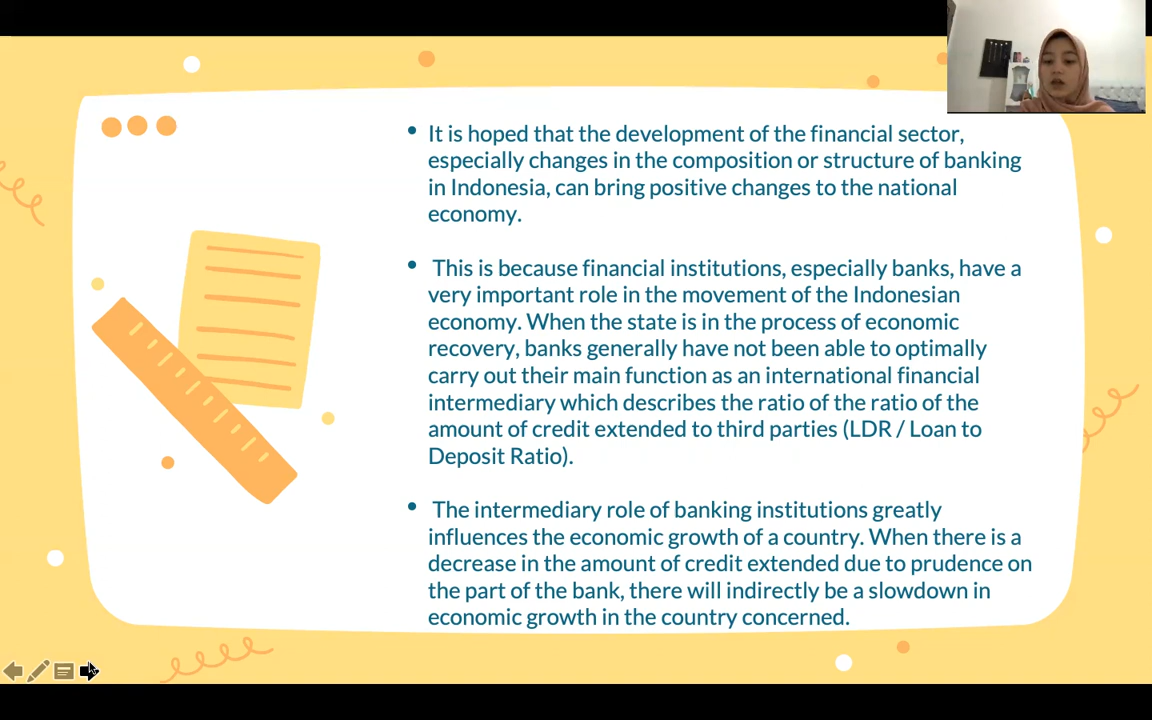 • It is hoped that the development of the financial sector,
especially changes in the composition or structure of banking
in Indonesia, can bring positive changes to the national
economy.
• This is because financial institutions, especially banks, have a
very important role in the movement of the Indonesian
economy. When the state is in the process of economic
recovery, banks generally have not been able to optimally
carry out their main function as an international financial
intermediary which describes the ratio of the ratio of the
amount of credit extended to third parties (LDR / Loan to
Deposit Ratio).
• The intermediary role of banking institutions greatly
influences the economic growth of a country. When there is a
decrease in the amount of credit extended due to prudence on
the part of the bank, there will indirectly be a slowdown in
economic growth in the country concerned.